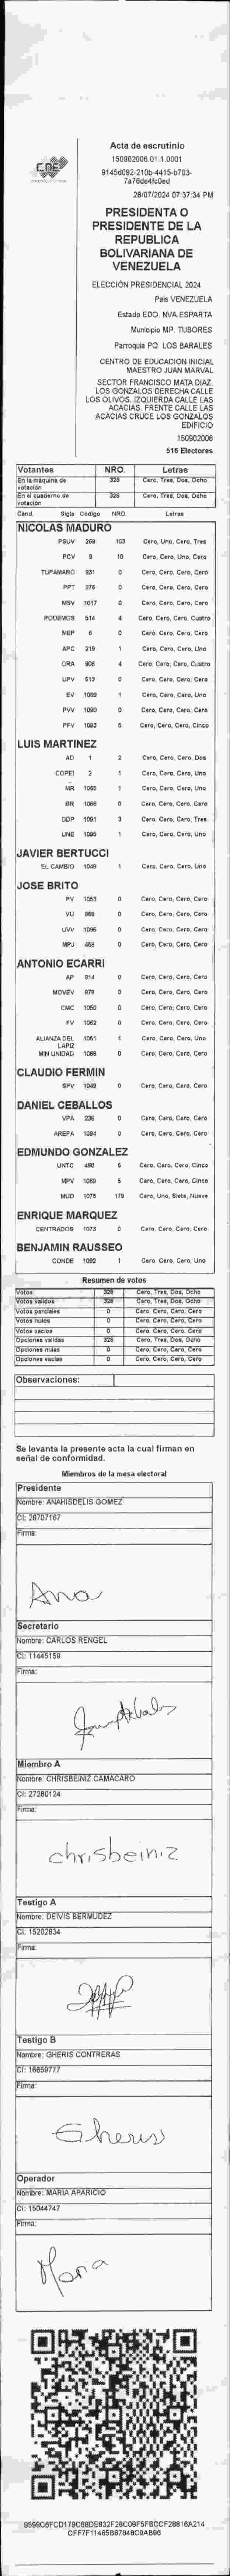 CNE
Acta de escrutinio
150902006.01.1.0001
9145d092-210b-4415-b703-
7a76de4fc0ed
28/07/2024 07:37:34 PM
PRESIDENTA O
PRESIDENTE DE LA
REPUBLICA
BOLIVARIANA DE
VENEZUELA
ELECCIÓN PRESIDENCIAL 2024
País VENEZUELA
Estado EDO. NVA.ESPARTA
Municipio MP. TUBORES
Parroquia PQ. LOS BARALES
CENTRO DE EDUCACION INICIAL
MAESTRO JUAN MARVAL
SECTOR FRANCISCO MATA DIAZ.
LOS GONZALOS DERECHA CALLE
LOS OLIVOS. IZQUIERDA CALLE LAS
ACACIAS. FRENTE CALLE LAS
ACACIAS CRUCE LOS GONZALOS
EDIFICIO
150902006
516 Electores
Votantes NRO. Letras
En la máquina de votación 328 Cero, Tres, Dos, Ocho
En el cuaderno de votación 328 Cero, Tres, Dos, Ocho
Cand. Sigla Código NRO. Letras
NICOLAS MADURO
PSUV 269 103 Cero, Uno, Cero, Tres
PCV 9 10 Cero, Cero, Uno, Cero
TUPAMARO 931 0 Cero, Cero, Cero, Cero
PPT 276 0 Cero, Cero, Cero, Cero
MSV 1017 0 Cero, Cero, Cero, Cero
PODEMOS 514 4 Cero, Cero, Cero, Cuatro
MEP 6 0 Cero, Cero, Cero, Cero
APC 219 1 Cero, Cero, Cero, Uno
ORA 906 4 Cero, Cero, Cero, Cuatro
UPV 513 0 Cero, Cero, Cero, Cero
EV 1089 1 Cero, Cero, Cero, Uno
PVV 1090 0 Cero, Cero, Cero, Cero
PFV 1093 5 Cero, Cero, Cero, Cinco
LUIS MARTINEZ
AD 1 2 Cero, Cero, Cero, Dos
COPEI 2 1 Cero, Cero, Cero, Uno
MR 1065 1 Cero, Cero, Cero, Uno
BR 1066 0 Cero, Cero, Cero, Cero
DDP 1091 3 Cero, Cero, Cero, Tres
UNE 1095 1 Cero, Cero, Cero, Uno
JAVIER BERTUCCI
EL CAMBIO 1049 1 Cero, Cero, Cero, Uno
JOSE BRITO
PV 1053 0 Cero, Cero, Cero, Cero
VU 968 0 Cero, Cero, Cero, Cero
UVV 1096 0 Cero, Cero, Cero, Cero
MPJ 458 0 Cero, Cero, Cero, Cero
ANTONIO ECARRI
AP 914 0 Cero, Cero, Cero, Cero
MOVEV 979 0 Cero, Cero, Cero, Cero
CMC 1050 0 Cero, Cero, Cero, Cero
FV 1062 0 Cero, Cero, Cero, Cero
ALIANZA DEL LAPIZ 1061 1 Cero, Cero, Cero, Uno
MIN UNIDAD 1088 0 Cero, Cero, Cero, Cero
CLAUDIO FERMIN
SPV 1048 0 Cero, Cero, Cero, Cero
DANIEL CEBALLOS
VPA 236 0 Cero, Cero, Cero, Cero
AREPA 1094 0 Cero, Cero, Cero, Cero
EDMUNDO GONZALEZ
UNTC 480 5 Cero, Cero, Cero, Cinco
MPV 1069 5 Cero, Cero, Cero, Cinco
MUD 1075 179 Cero, Uno, Siete, Nueve
ENRIQUE MARQUEZ
CENTRADOS 1073 0 Cero, Cero, Cero, Cero
BENJAMIN RAUSSEO
CONDE 1092 1 Cero, Cero, Cero, Uno
Resumen de votos
Votos 328 Cero, Tres, Dos, Ocho
Votos válidos 328 Cero, Tres, Dos, Ocho
Votos parciales 0 Cero, Cero, Cero, Cero
Votos nulos 0 Cero, Cero, Cero, Cero
Votos vacíos 0 Cero, Cero, Cero, Cero
Opciones válidas 328 Cero, Tres, Dos, Ocho
Opciones nulas 0 Cero, Cero, Cero, Cero
Opciones vacías 0 Cero, Cero, Cero, Cero
Observaciones:
Se levanta la presente acta la cual firman en
señal de conformidad.
Miembros de la mesa electoral
Presidente
Nombre: ANAHISDELIS GOMEZ
CI: 26707167
Firma:
Ana
Secretario
Nombre: CARLOS RENGEL
CI: 11445159
Firma:
Miembro A
Nombre: CHRISBEINIZ CAMACARO
CI: 27280124
Firma:
chrisbeiniz
Testigo A
Nombre: DEIVIS BERMUDEZ
CI: 15202834
Firma:
Testigo B
Nombre: GHERIS CONTRERAS
CI: 16659777
Firma:
Gheris
Operador
Nombre: MARIA APARICIO
CI: 15044747
Firma:
Maria
9599C6FCD179C68DE832F28C09F5FBCCF28816A214
CFF7F11465B87848C9AB96